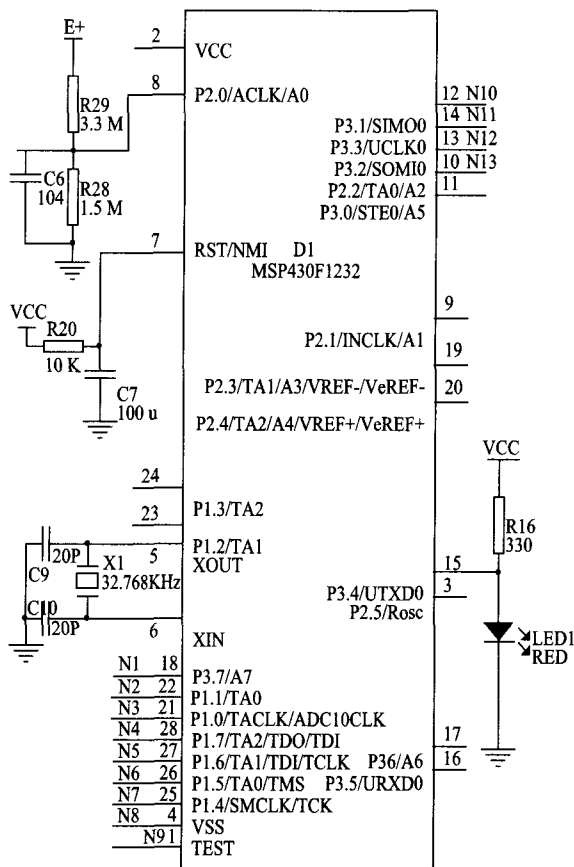 E+
2
VCC
8
P2.0/ACLK/A0
R29
3.3 M
12 N10
14 N11
P3.1/SIMO0
13 N12
P3.3/UCLK0
10 N13
P3.2/SOMI0
11
P2.2/TA0/A2
P3.0/STE0/A5
C6
104
R28
1.5 M
7
RST/NMI
D1
MSP430F1232
VCC
R20
10 K
C7
100 u
9
P2.1/INCLK/A1
19
P2.3/TA1/A3/VREF-/VeREF-
20
P2.4/TA2/A4/VREF+/VeREF+
24
P1.3/TA2
23
P1.2/TA1
VCC
R16
330
20P
C9
5
XOUT
X1
32.768KHz
15
P3.4/UTXD0
3
P2.5/Rosc
C10
20P
6
XIN
LED1
RED
N1 18
P3.7/A7
N2 22
P1.1/TA0
N3 21
P1.0/TACLK/ADC10CLK
N4 28
P1.7/TA2/TDO/TDI
17
N5 27
P1.6/TA1/TDI/TCLK
P36/A6
16
N6 26
P1.5/TA0/TMS
P3.5/URXD0
N7 25
P1.4/SMCLK/TCK
N8 4
VSS
N9 1
TEST